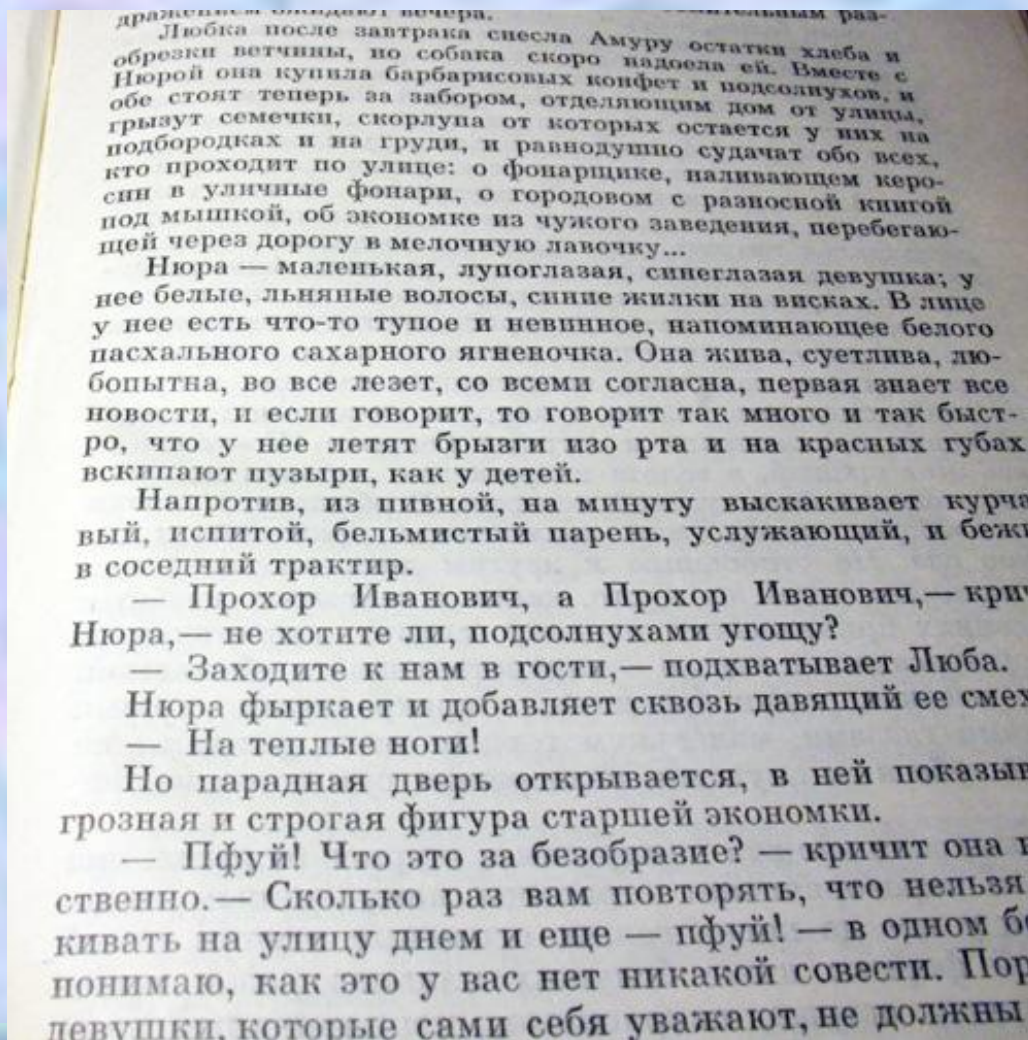 дражением ожидают вечера.
Любка после завтрака снесла Амуру остатки хлеба и
обрезки ветчины, но собака скоро надоела ей. Вместе с
Нюрой она купила барбарисовых конфет и подсолнухов, и
обе стоят теперь за забором, отделяющим дом от улицы,
грызут семечки, скорлупа от которых остается у них на
подбородках и на груди, и равнодушно судачат обо всех,
кто проходит по улице: о фонарщике, наливающем керо-
син в уличные фонари, о городовом с разносной книгой
под мышкой, об экономке из чужого заведения, перебегаю-
щей через дорогу в мелочную лавочку...
Нюра — маленькая, лупоглазая, синеглазая девушка; у
нее белые, льняные волосы, синие жилки на висках. В лице
у нее есть что-то тупое и невинное, напоминающее белого
пасхального сахарного ягненочка. Она жива, суетлива, лю-
бопытна, во все лезет, со всеми согласна, первая знает все
новости, и если говорит, то говорит так много и так быст-
ро, что у нее летят брызги изо рта и на красных губах
вскипают пузыри, как у детей.
Напротив, из пивной, на минуту выскакивает курча
вый, испитой, бельмистый парень, услужающий, и бежи
в соседний трактир.
— Прохор Иванович, а Прохор Иванович,— крич
Нюра,— не хотите ли, подсолнухами угощу?
— Заходите к нам в гости,— подхватывает Люба.
Нюра фыркает и добавляет сквозь давящий ее смех
— На теплые ноги!
Но парадная дверь открывается, в ней показыв
грозная и строгая фигура старшей экономки.
— Пфуй! Что это за безобразие? — кричит она
ственно.— Сколько раз вам повторять, что нельзя
кивать на улицу днем и еще — пфуй! — в одном
понимаю, как это у вас нет никакой совести. Пор
девушки, которые сами себя уважают, не должны